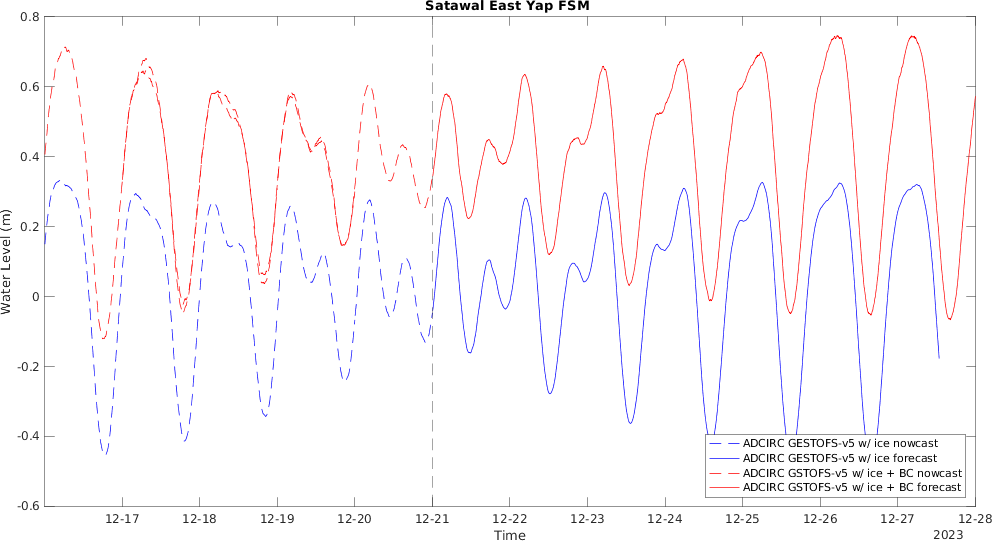 Satawal East Yap FSM
0.8
0.6
0.4
0.2
0
-0.2
-0.4
-0.6
Water Level (m)
ADCIRC GESTOFS-v5 w/ ice nowcast
ADCIRC GESTOFS-v5 w/ ice forecast
ADCIRC GSTOFS-v5 w/ ice + BC nowcast
ADCIRC GSTOFS-v5 w/ ice + BC forecast
12-17 12-18 12-19 12-20 12-21 12-22 12-23 12-24 12-25 12-26 12-27 12-28
Time
2023